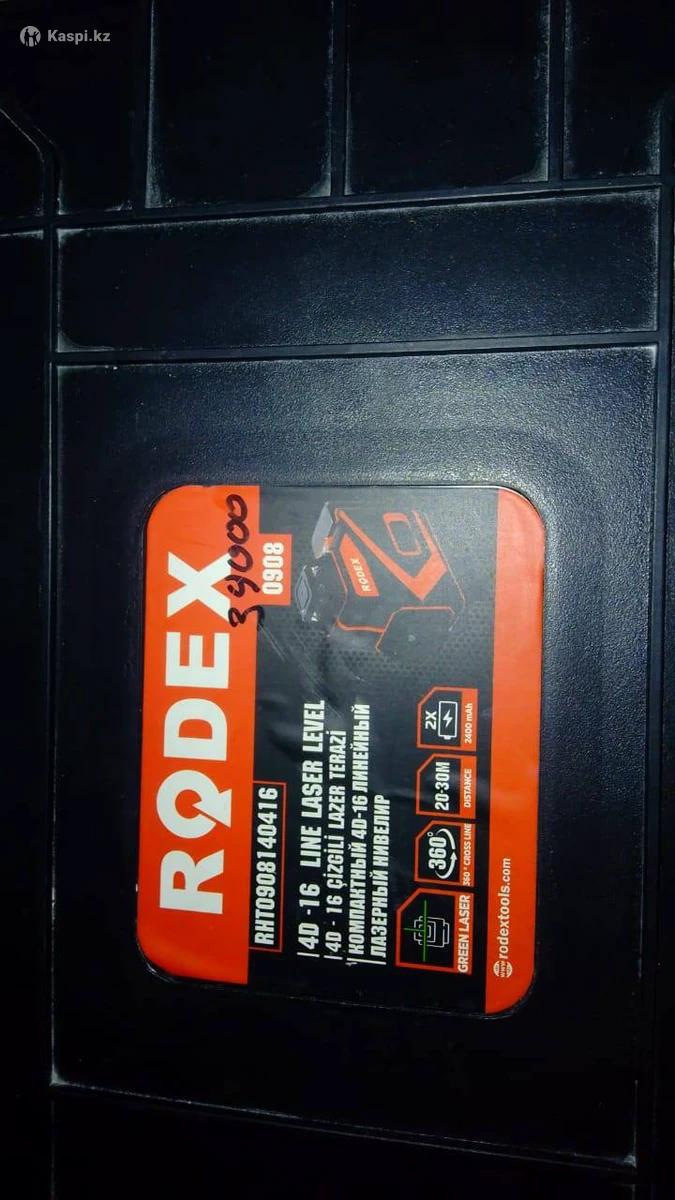 Kaspi.kz
RODEX
34000
0908
RHT0908140416
4D - 16 LINE LASER LEVEL
4D - 16 ÇİZGİLİ LAZER TERAZİ
КОМПАКТНЫЙ 4D-16 ЛИНЕЙНЫЙ
ЛАЗЕРНЫЙ НИВЕЛИР
RODEX
GREEN LASER
360°
360° CROSS LINE
20-30M
DISTANCE
2X
2400 mAh
www.rodextools.com